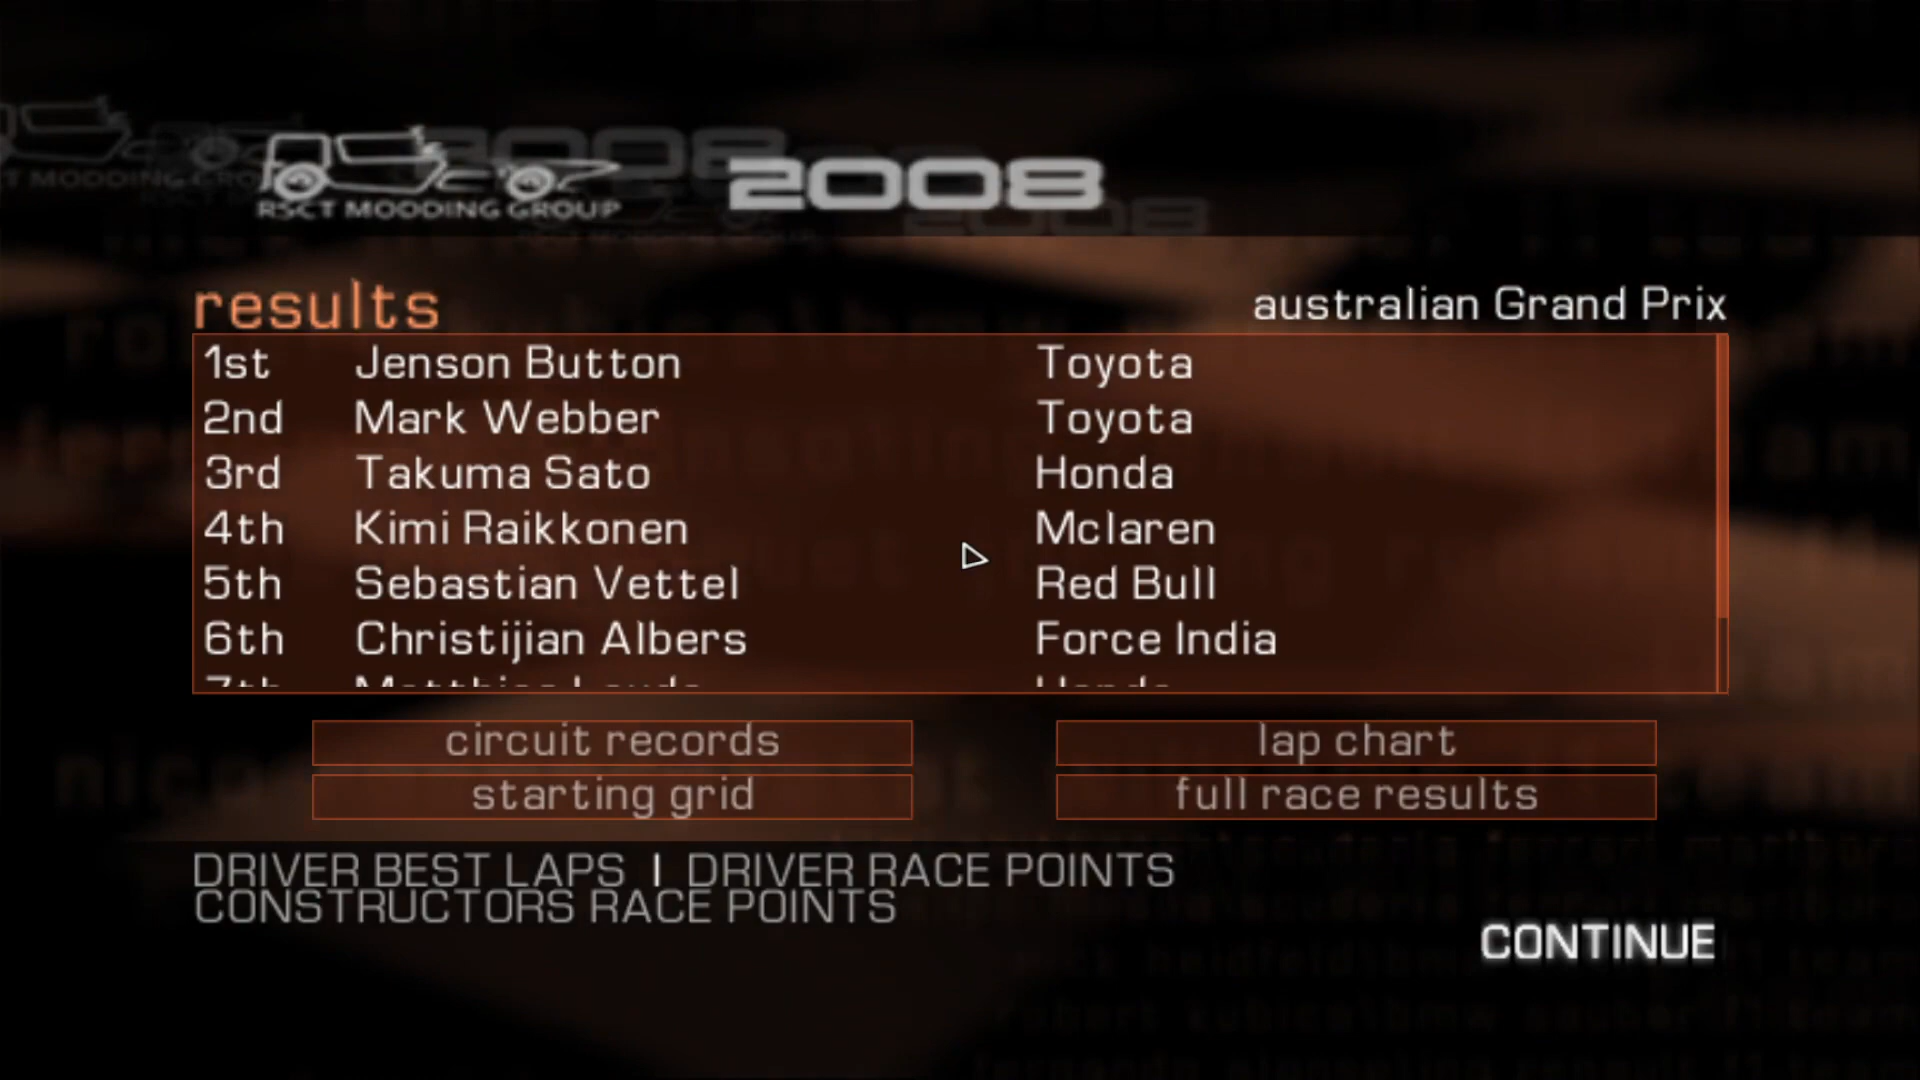 RSCT MODDING GROUP 2008
results australian Grand Prix
1st Jenson Button Toyota
2nd Mark Webber Toyota
3rd Takuma Sato Honda
4th Kimi Raikkonen Mclaren
5th Sebastian Vettel Red Bull
6th Christijian Albers Force India
7th Honda
circuit records lap chart
starting grid full race results
DRIVER BEST LAPS | DRIVER RACE POINTS
CONSTRUCTORS RACE POINTS
CONTINUE